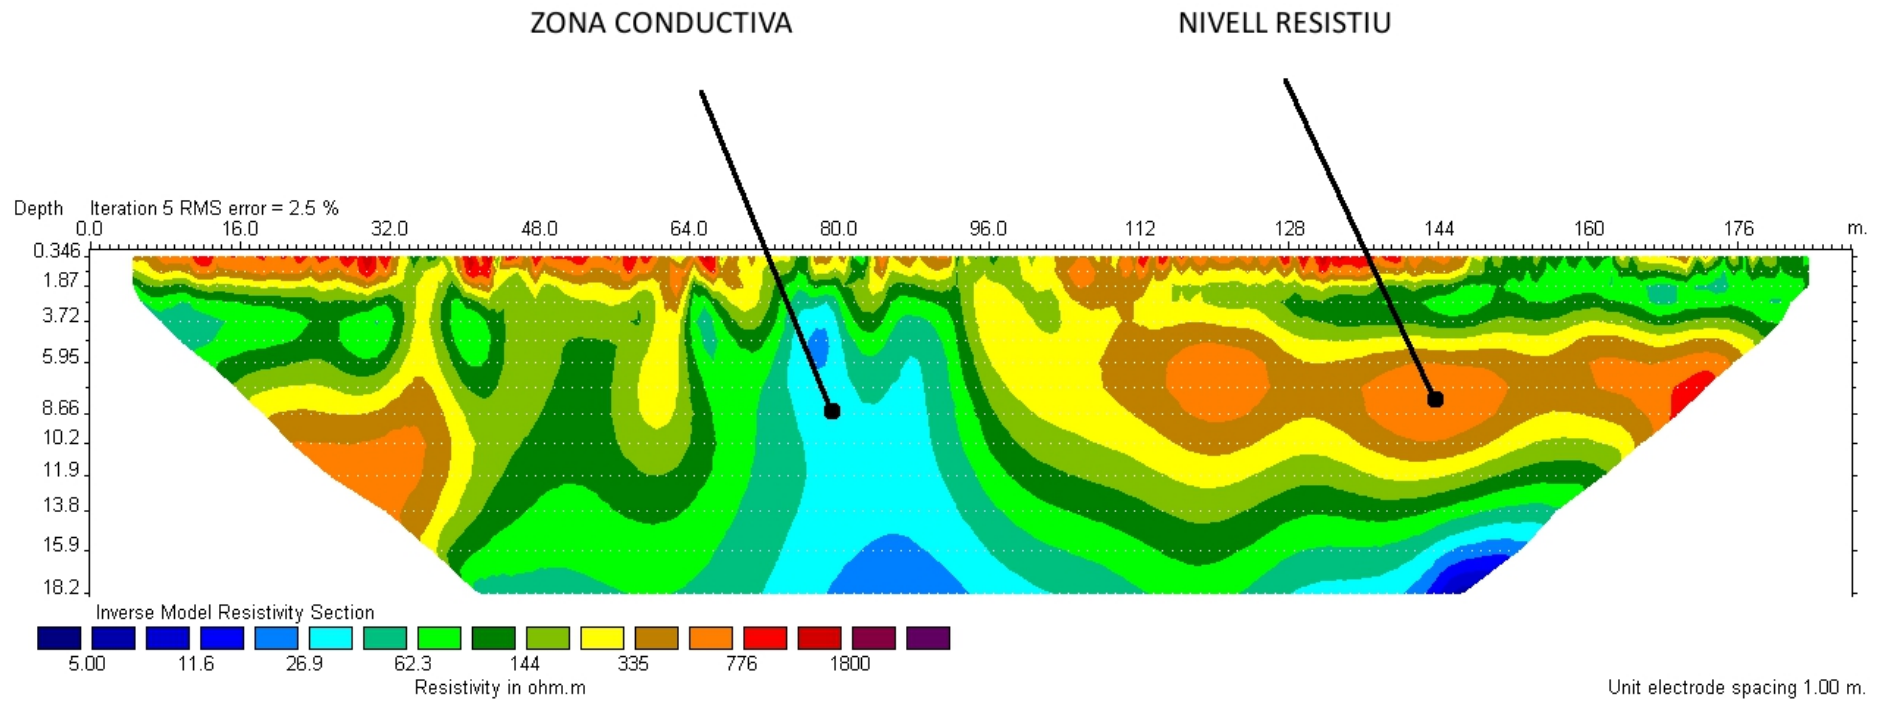 ZONA CONDUCTIVA
NIVELL RESISTIU
Depth Iteration 5 RMS error = 2.5 %
0.0 16.0 32.0 48.0 64.0 80.0 96.0 112 128 144 160 176 m.
0.346
1.87
3.72
5.95
8.66
10.2
11.9
13.8
15.9
18.2
Inverse Model Resistivity Section
5.00 11.6 26.9 62.3 144 335 776 1800
Resistivity in ohm.m
Unit electrode spacing 1.00 m.